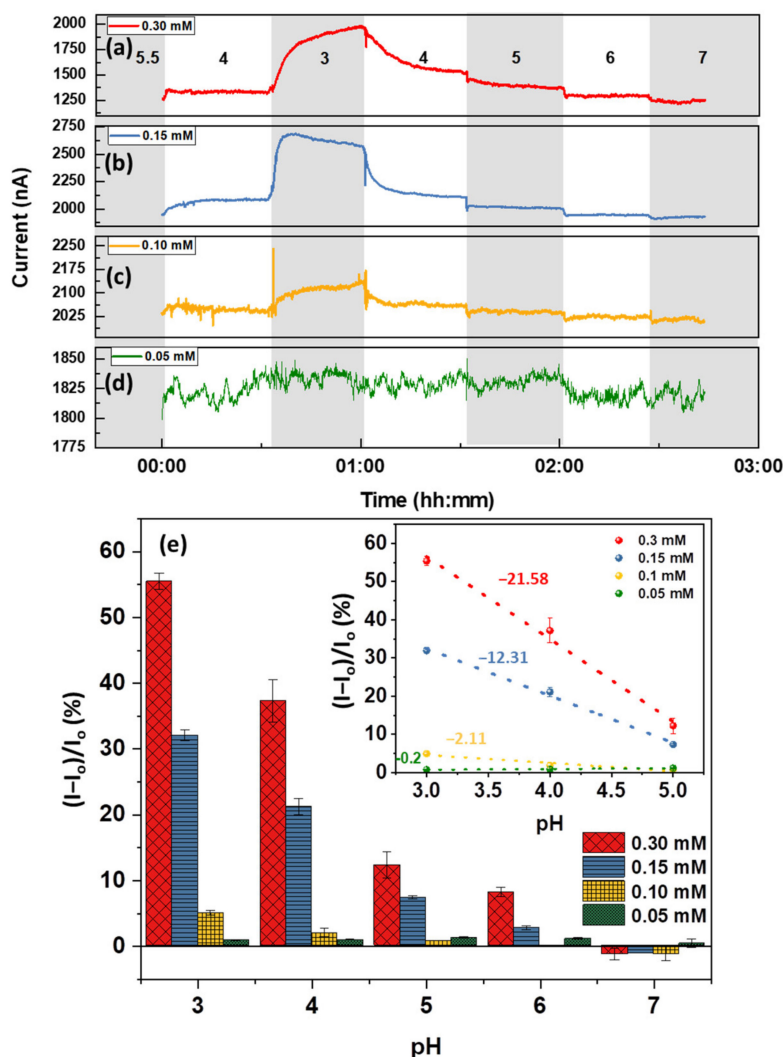 2000
1750
1500
1250
(a)
0.30 mM
5.5 4 3 4 5 6 7
2750
2500
2250
2000
(b)
0.15 mM
Current (nA)
2250
2175
2100
2025
(c)
0.10 mM
1850
1825
1800
1775
(d)
0.05 mM
00:00 01:00 02:00 03:00
Time (hh:mm)
(e)
60
50
40
30
20
10
0
(I−Io)/Io (%)
3 4 5 6 7
pH
0.30 mM
0.15 mM
0.10 mM
0.05 mM
60
50
40
30
20
10
0
(I−Io)/Io (%)
−21.58
−12.31
−2.11
-0.2
0.3 mM
0.15 mM
0.1 mM
0.05 mM
3.0 3.5 4.0 4.5 5.0
pH